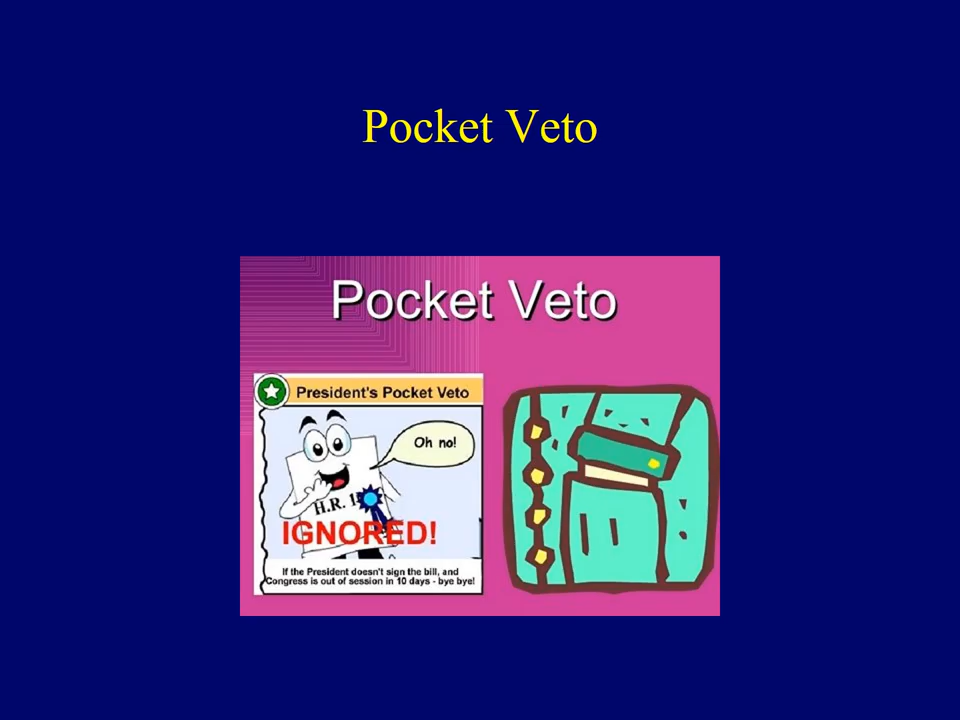 Pocket Veto
Pocket Veto
President's Pocket Veto
Oh no!
H.R. 1
IGNORED!
If the President doesn't sign the bill, and
Congress is out of session in 10 days - bye bye!